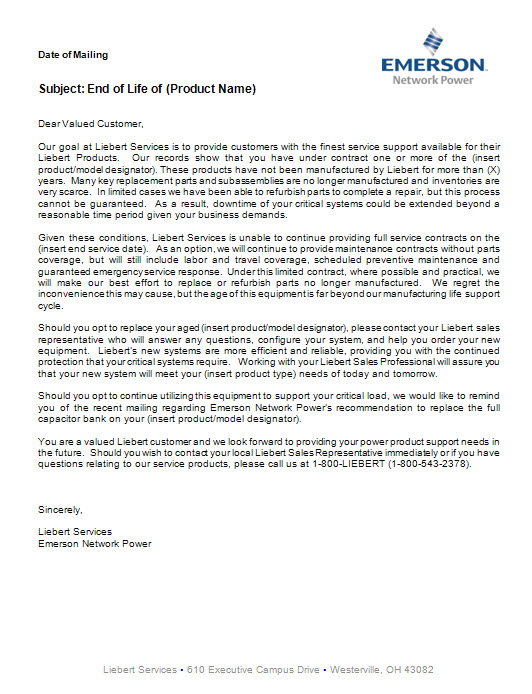 Date of Mailing
EMERSON.
Network Power
Subject: End of Life of (Product Name)
Dear Valued Customer,
Our goal at Liebert Services is to provide customers with the finest service support available for their
Liebert Products. Our records show that you have under contract one or more of the (insert
product/model designator). These products have not been manufactured by Liebert for more than (X)
years. Many key replacement parts and subassemblies are no longer manufactured and inventories are
very scarce. In limited cases we have been able to refurbish parts to complete a repair, but this process
cannot be guaranteed. As a result, downtime of your critical systems could be extended beyond a
reasonable time period given your business demands.
Given these conditions, Liebert Services is unable to continue providing full service contracts on the
(insert end service date). As an option, we will continue to provide maintenance contracts without parts
coverage, but will still include labor and travel coverage, scheduled preventive maintenance and
guaranteed emergency service response. Under this limited contract, where possible and practical, we
will make our best effort to replace or refurbish parts no longer manufactured. We regret the
inconvenience this may cause, but the age of this equipment is far beyond our manufacturing life support
cycle.
Should you opt to replace your aged (insert product/model designator), please contact your Liebert sales
representative who will answer any questions, configure your system, and help you order your new
equipment. Liebert's new systems are more efficient and reliable, providing you with the continued
protection that your critical systems require. Working with your Liebert Sales Professional will assure you
that your new system will meet your (insert product type) needs of today and tomorrow.
Should you opt to continue utilizing this equipment to support your critical load, we would like to remind
you of the recent mailing regarding Emerson Network Power's recommendation to replace the full
capacitor bank on your (insert product/model designator).
You are a valued Liebert customer and we look forward to providing your power product support needs in
the future. Should you wish to contact your local Liebert Sales Representative immediately or if you have
questions relating to our service products, please call us at 1-800-LIEBERT (1-800-543-2378).
Sincerely,
Liebert Services
Emerson Network Power
Liebert Services • 610 Executive Campus Drive • Westerville, OH 43082